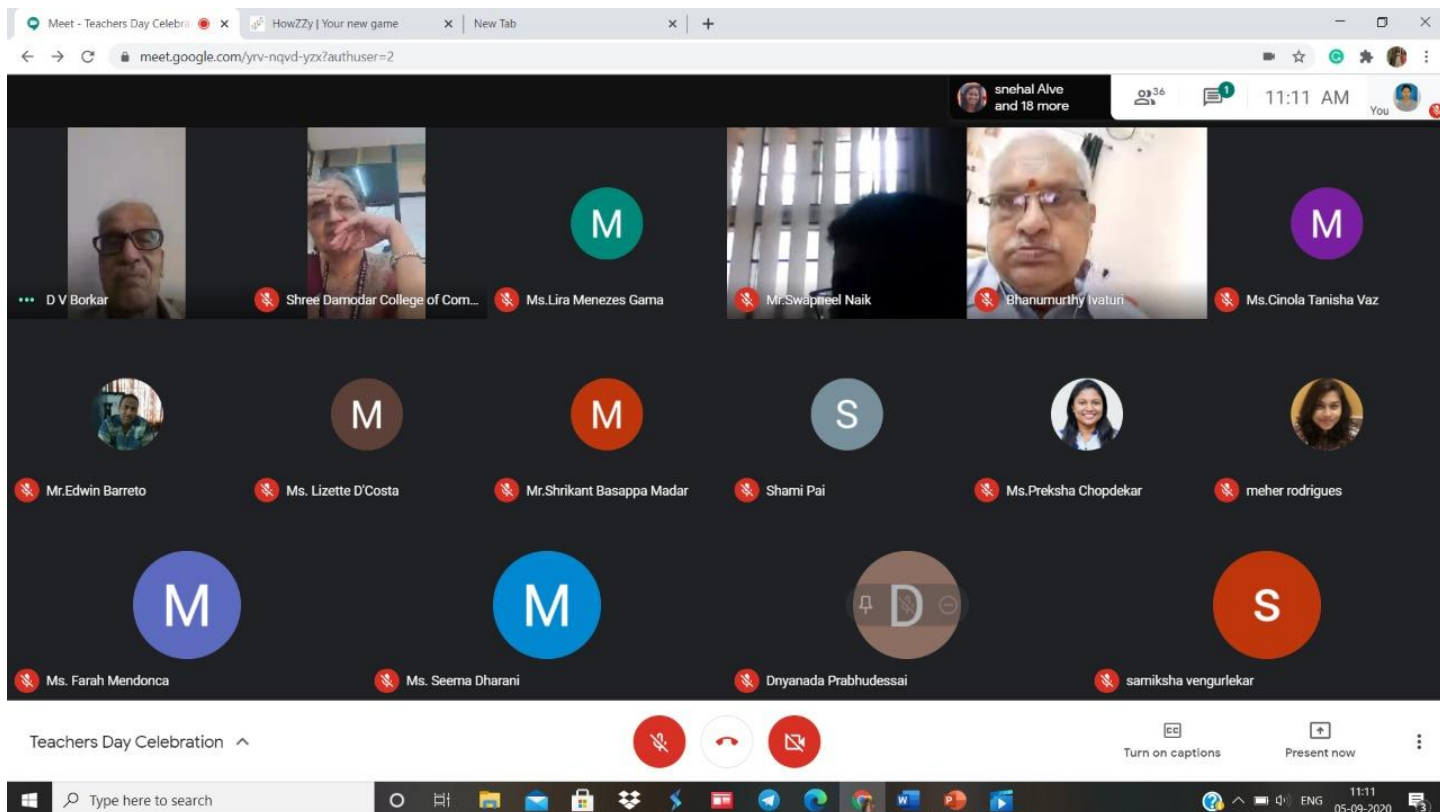 Meet - Teachers Day Celebra
HowZZy | Your new game
New Tab
meet.google.com/yrv-nqvd-yzx?authuser=2
snehal Alve
and 18 more
36
1
11:11 AM
You
D V Borkar
Shree Damodar College of Com...
M
Ms.Lira Menezes Gama
Mr.Swapneel Naik
Bhanumurthy Ivaturi
M
Ms.Cinola Tanisha Vaz
Mr.Edwin Barreto
M
Ms. Lizette D'Costa
M
Mr.Shrikant Basappa Madar
S
Shami Pai
Ms.Preksha Chopdekar
meher rodrigues
M
Ms. Farah Mendonca
M
Ms. Seema Dharani
D
Dnyanada Prabhudessai
S
samiksha vengurlekar
Teachers Day Celebration
CC
Turn on captions
Present now
Type here to search
ENG
11:11
05-09-2020
3